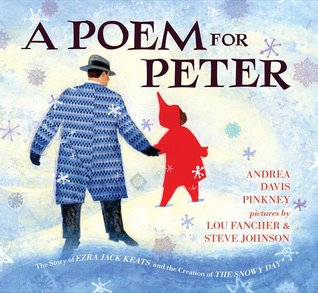 A POEM FOR
PETER
ANDREA
DAVIS
PINKNEY
pictures by
LOU FANCHER &
STEVE JOHNSON
The Story of EZRA JACK KEATS and the Creation of THE SNOWY DAY